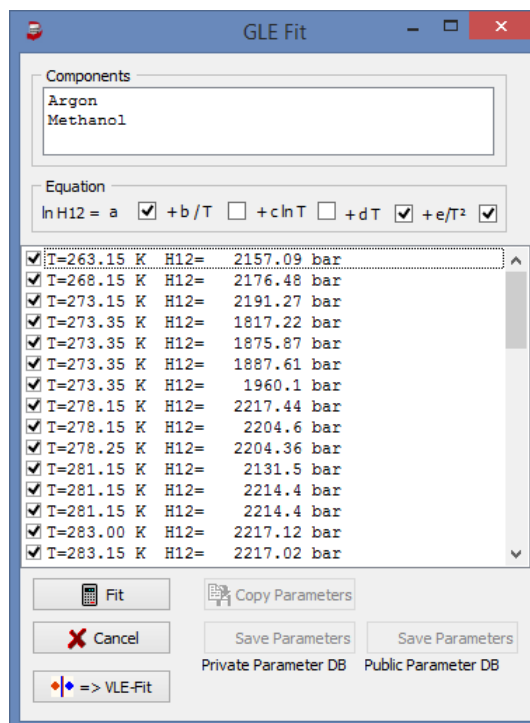 GLE Fit
Components
Argon
Methanol
Equation
ln H12 = a +b/T +c ln T +d T +e/T²
T=263.15 K H12= 2157.09 bar
T=268.15 K H12= 2176.48 bar
T=273.15 K H12= 2191.27 bar
T=273.35 K H12= 1817.22 bar
T=273.35 K H12= 1875.87 bar
T=273.35 K H12= 1887.61 bar
T=273.35 K H12= 1960.1 bar
T=278.15 K H12= 2217.44 bar
T=278.15 K H12= 2204.6 bar
T=278.25 K H12= 2204.36 bar
T=281.15 K H12= 2131.5 bar
T=281.15 K H12= 2214.4 bar
T=281.15 K H12= 2214.4 bar
T=283.00 K H12= 2217.12 bar
T=283.15 K H12= 2217.02 bar
Fit Copy Parameters
Cancel Save Parameters Save Parameters
Private Parameter DB Public Parameter DB
=> VLE-Fit